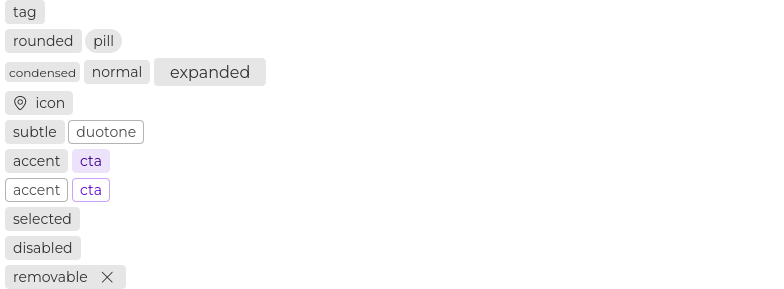 tag
rounded pill
condensed normal expanded
icon
subtle duotone
accent cta
accent cta
selected
disabled
removable